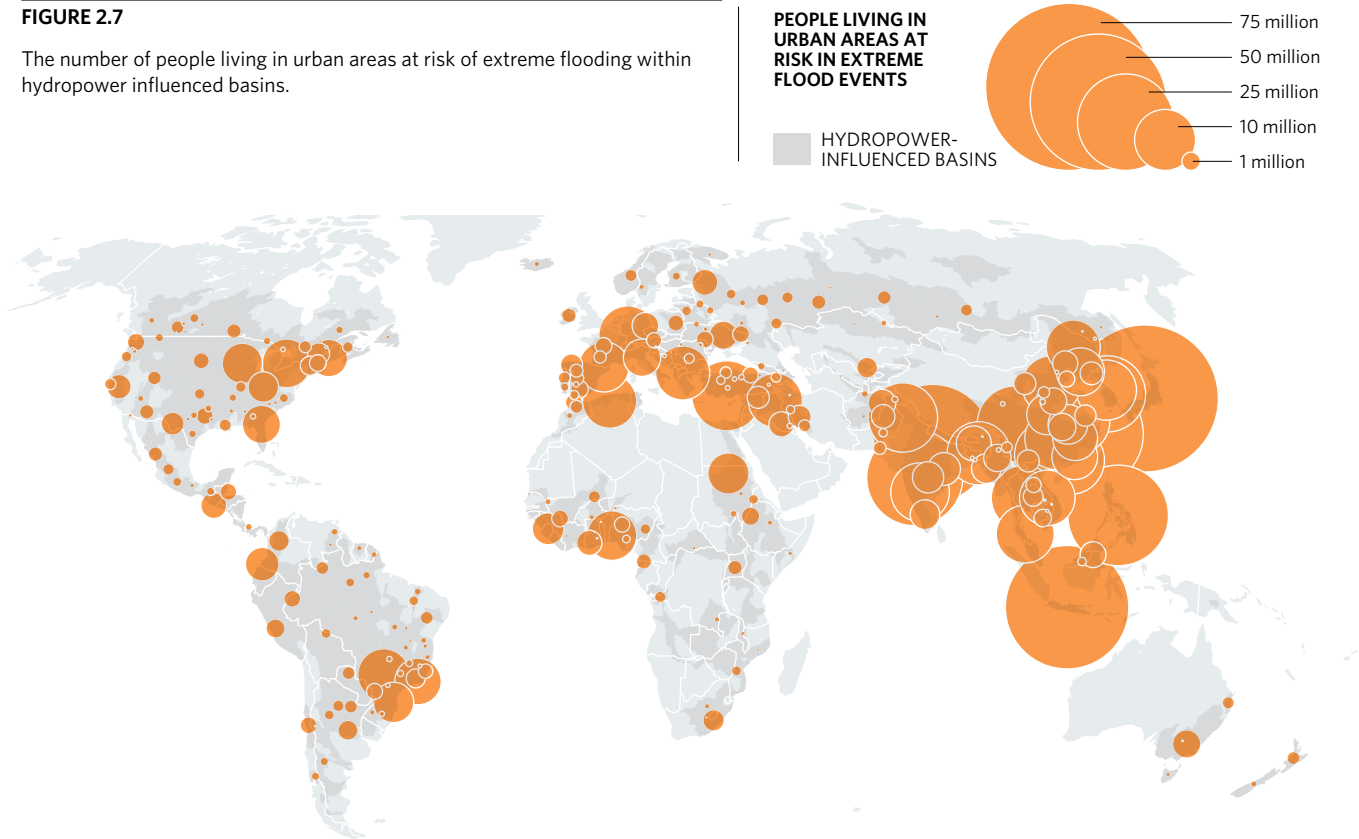 FIGURE 2.7
The number of people living in urban areas at risk of extreme flooding within
hydropower influenced basins.
PEOPLE LIVING IN
URBAN AREAS AT
RISK IN EXTREME
FLOOD EVENTS
HYDROPOWER-
INFLUENCED BASINS
75 million
50 million
25 million
10 million
1 million